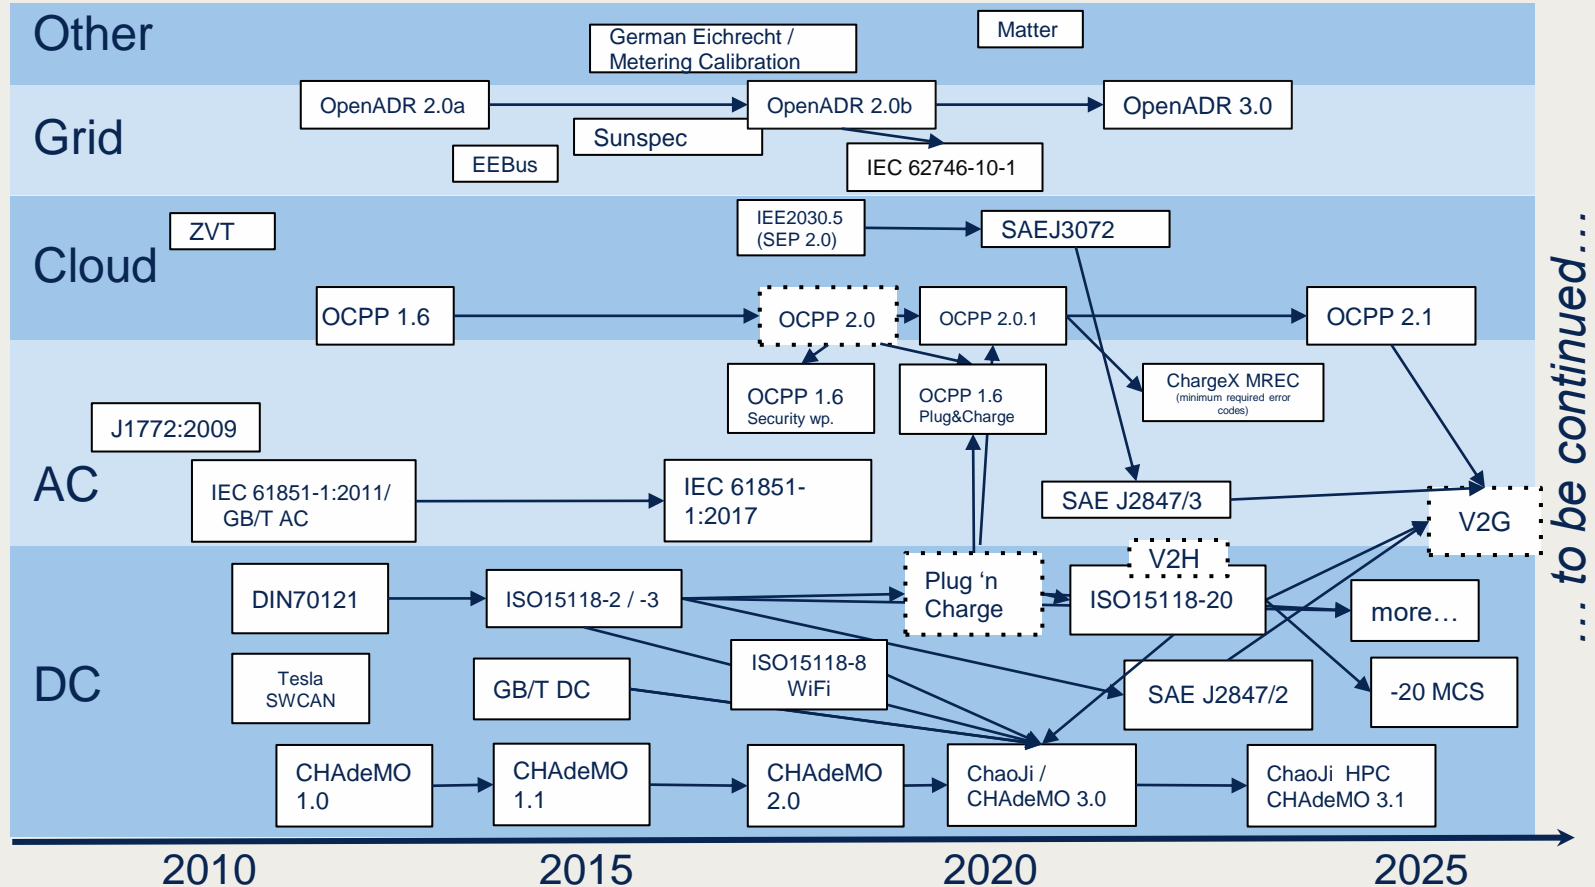 Other
German Eichrecht /
Metering Calibration
Matter
Grid
OpenADR 2.0a
OpenADR 2.0b
OpenADR 3.0
Sunspec
EEBus
IEC 62746-10-1
Cloud
ZVT
IEE2030.5
(SEP 2.0)
SAEJ3072
OCPP 1.6
OCPP 2.0
OCPP 2.0.1
OCPP 2.1
AC
OCPP 1.6
Security wp.
OCPP 1.6
Plug&Charge
ChargeX MREC
(minimum required error
codes)
J1772:2009
IEC 61851-1:2011/
GB/T AC
IEC 61851-
1:2017
SAE J2847/3
V2G
DC
V2H
DIN70121
ISO15118-2 / -3
Plug ‘n
Charge
ISO15118-20
more…
Tesla
SWCAN
GB/T DC
ISO15118-8
WiFi
SAE J2847/2
-20 MCS
CHAdeMO
1.0
CHAdeMO
1.1
CHAdeMO
2.0
ChaoJi /
CHAdeMO 3.0
ChaoJi HPC
CHAdeMO 3.1
2010
2015
2020
2025
… to be continued…